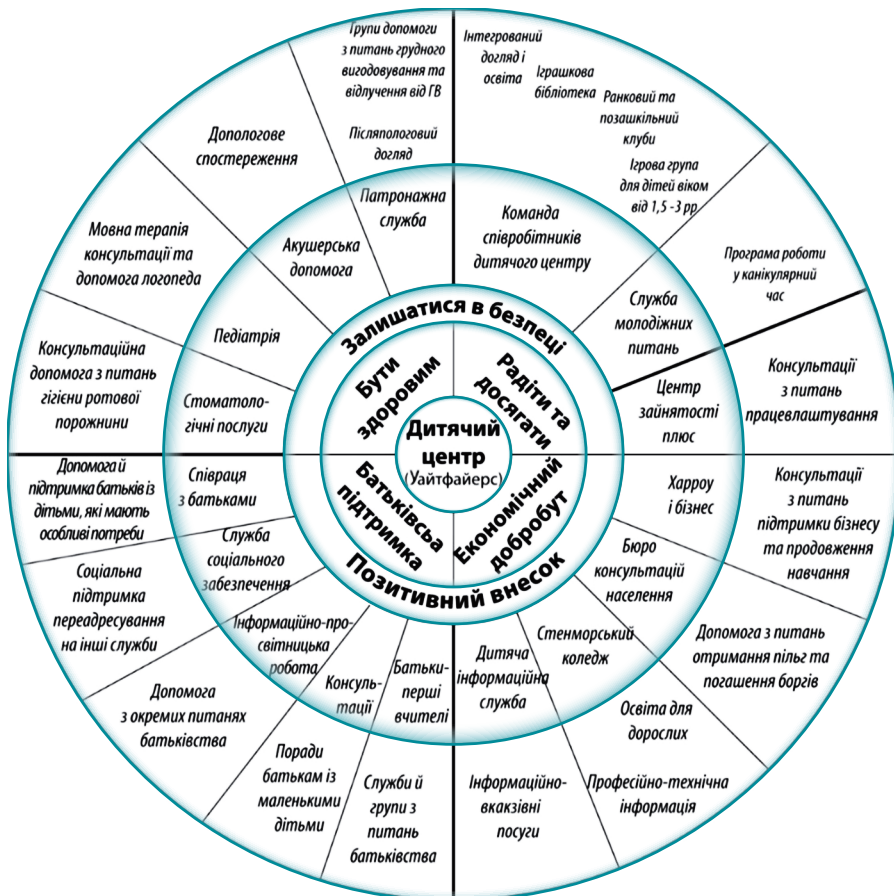 Групи допомоги
з питань грудного
вигодовування та
відлучення від ГВ
Післяпологовий
догляд
Інтегрований
догляд і
освіта
Іграшкова
бібліотека
Ранковий та
позашкільний
клуби
Ігрова група
для дітей віком
від 1,5 -3 рр
Програма роботи
у канікулярний
час
Консультації
з питань
працевлаштування
Консультації
з питань
підтримки бізнесу
та продовження
навчання
Допомога з питань
отримання пільг та
погашення боргів
Освіта для
дорослих
Професійно-технічна
інформація
Інформаційно-
вкакзівні
посуги
Служби й
групи з
питань
батьківства
Поради
батькам із
маленькими
дітьми
Допомога
з окремих питанях
батьківства
Соціальна
підтримка
переадресування
на інші служби
Допомога й
підтримка батьків із
дітьми, які мають
особливі потреби
Консультаційна
допомога з питань
гігієни ротової
порожнини
Мовна терапія
консультації та
допомога логопеда
Допологове
спостереження
Патронажна
служба
Команда
співробітників
дитячого центру
Служба
молодіжних
питань
Центр
зайнятості
плюс
Харроу
і бізнес
Бюро
консультацій
населення
Стенморський
коледж
Дитяча
інформаційна
служба
Батьки-
перші
вчителі
Консуль-
тації
Інформаційно-про-
світницька
робота
Служба
соціального
забезпечення
Співраця
з батьками
Стоматоло-
гічні послуги
Педіатрія
Акушерська
допомога
Залишатися в безпеці
Позитивний внесок
Бути
здоровим
Радіти та
досягати
Економічний
добробут
Батьківсьа
підтримка
Дитячий
центр
(Уайтфайерс)